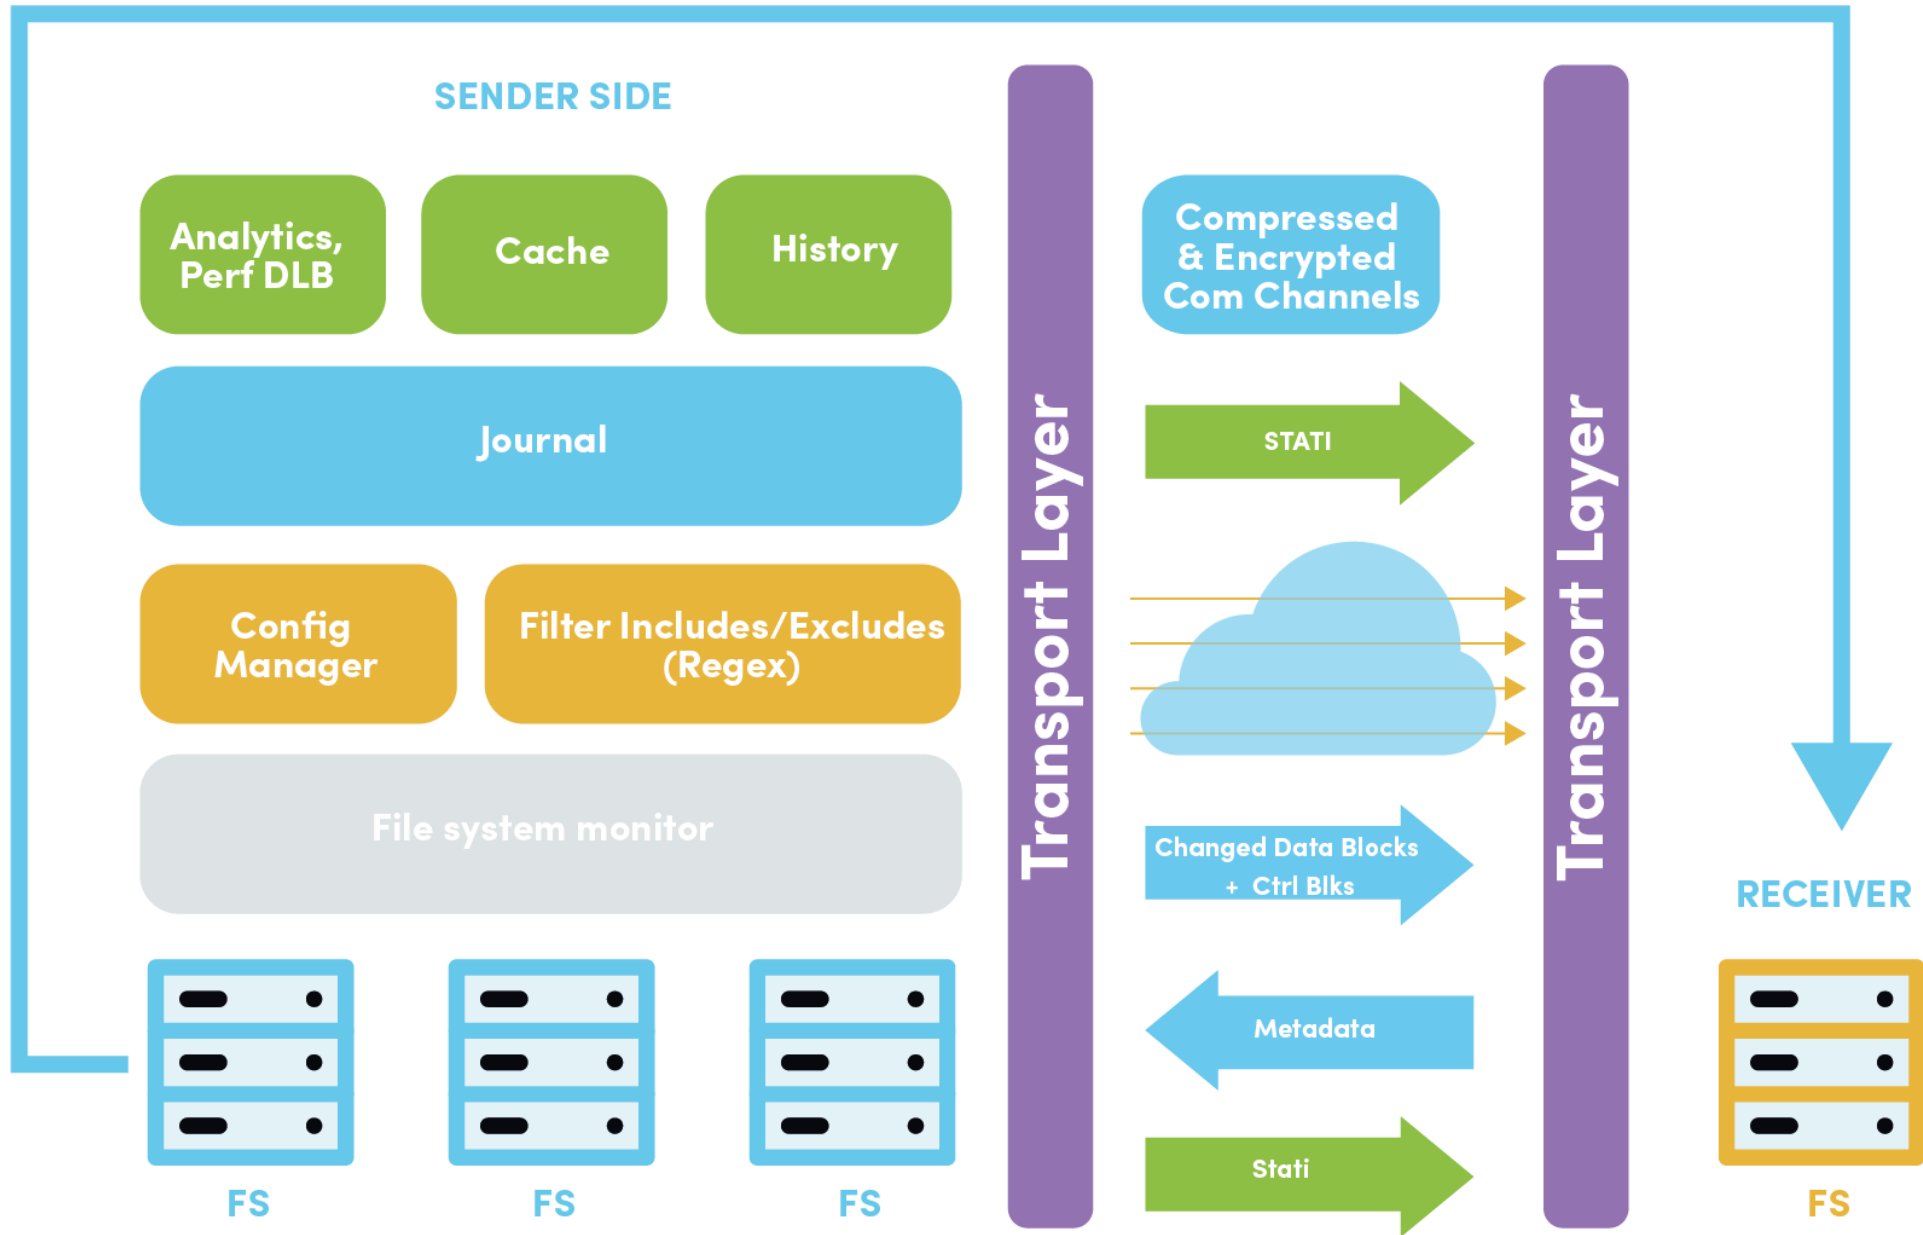 SENDER SIDE
Analytics,
Perf DLB
Cache
History
Journal
Config
Manager
Filter Includes/Excludes
(Regex)
File system monitor
FS
FS
FS
Transport Layer
Compressed
& Encrypted
Com Channels
STATI
Changed Data Blocks
+ Ctrl Blks
Metadata
Stati
Transport Layer
RECEIVER
FS